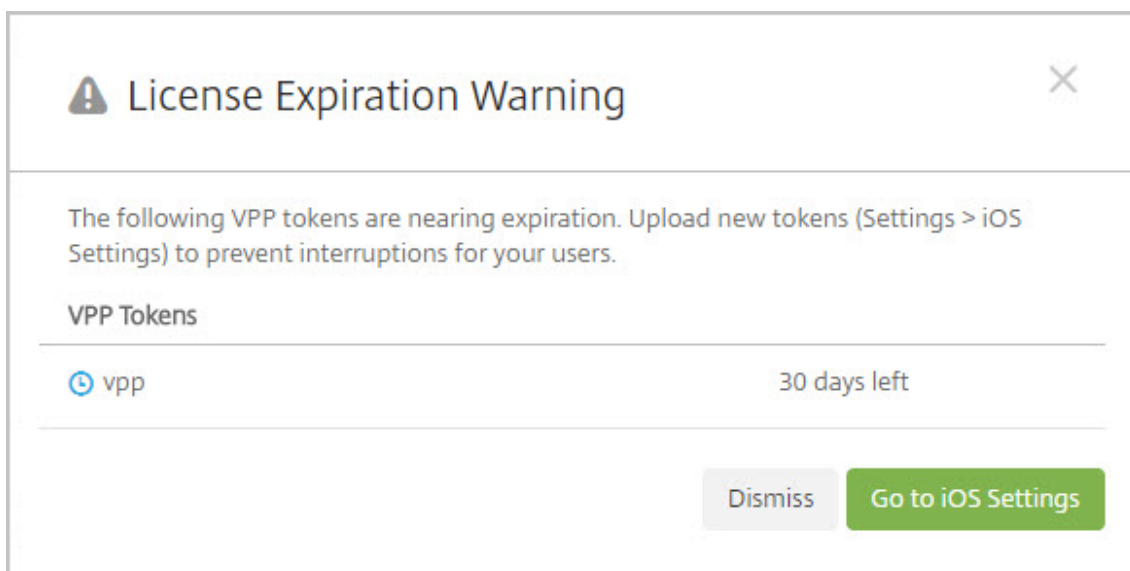 License Expiration Warning
The following VPP tokens are nearing expiration. Upload new tokens (Settings > iOS
Settings) to prevent interruptions for your users.
VPP Tokens
vpp 30 days left
Dismiss Go to iOS Settings